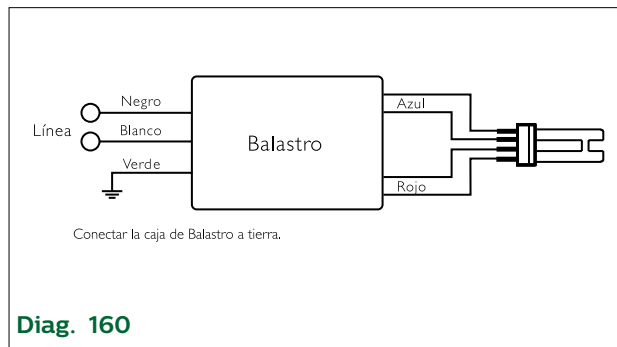 Negro
Azul
Línea
Blanco
Balastro
Verde
Rojo
Conectar la caja de Balastro a tierra.
Diag. 160